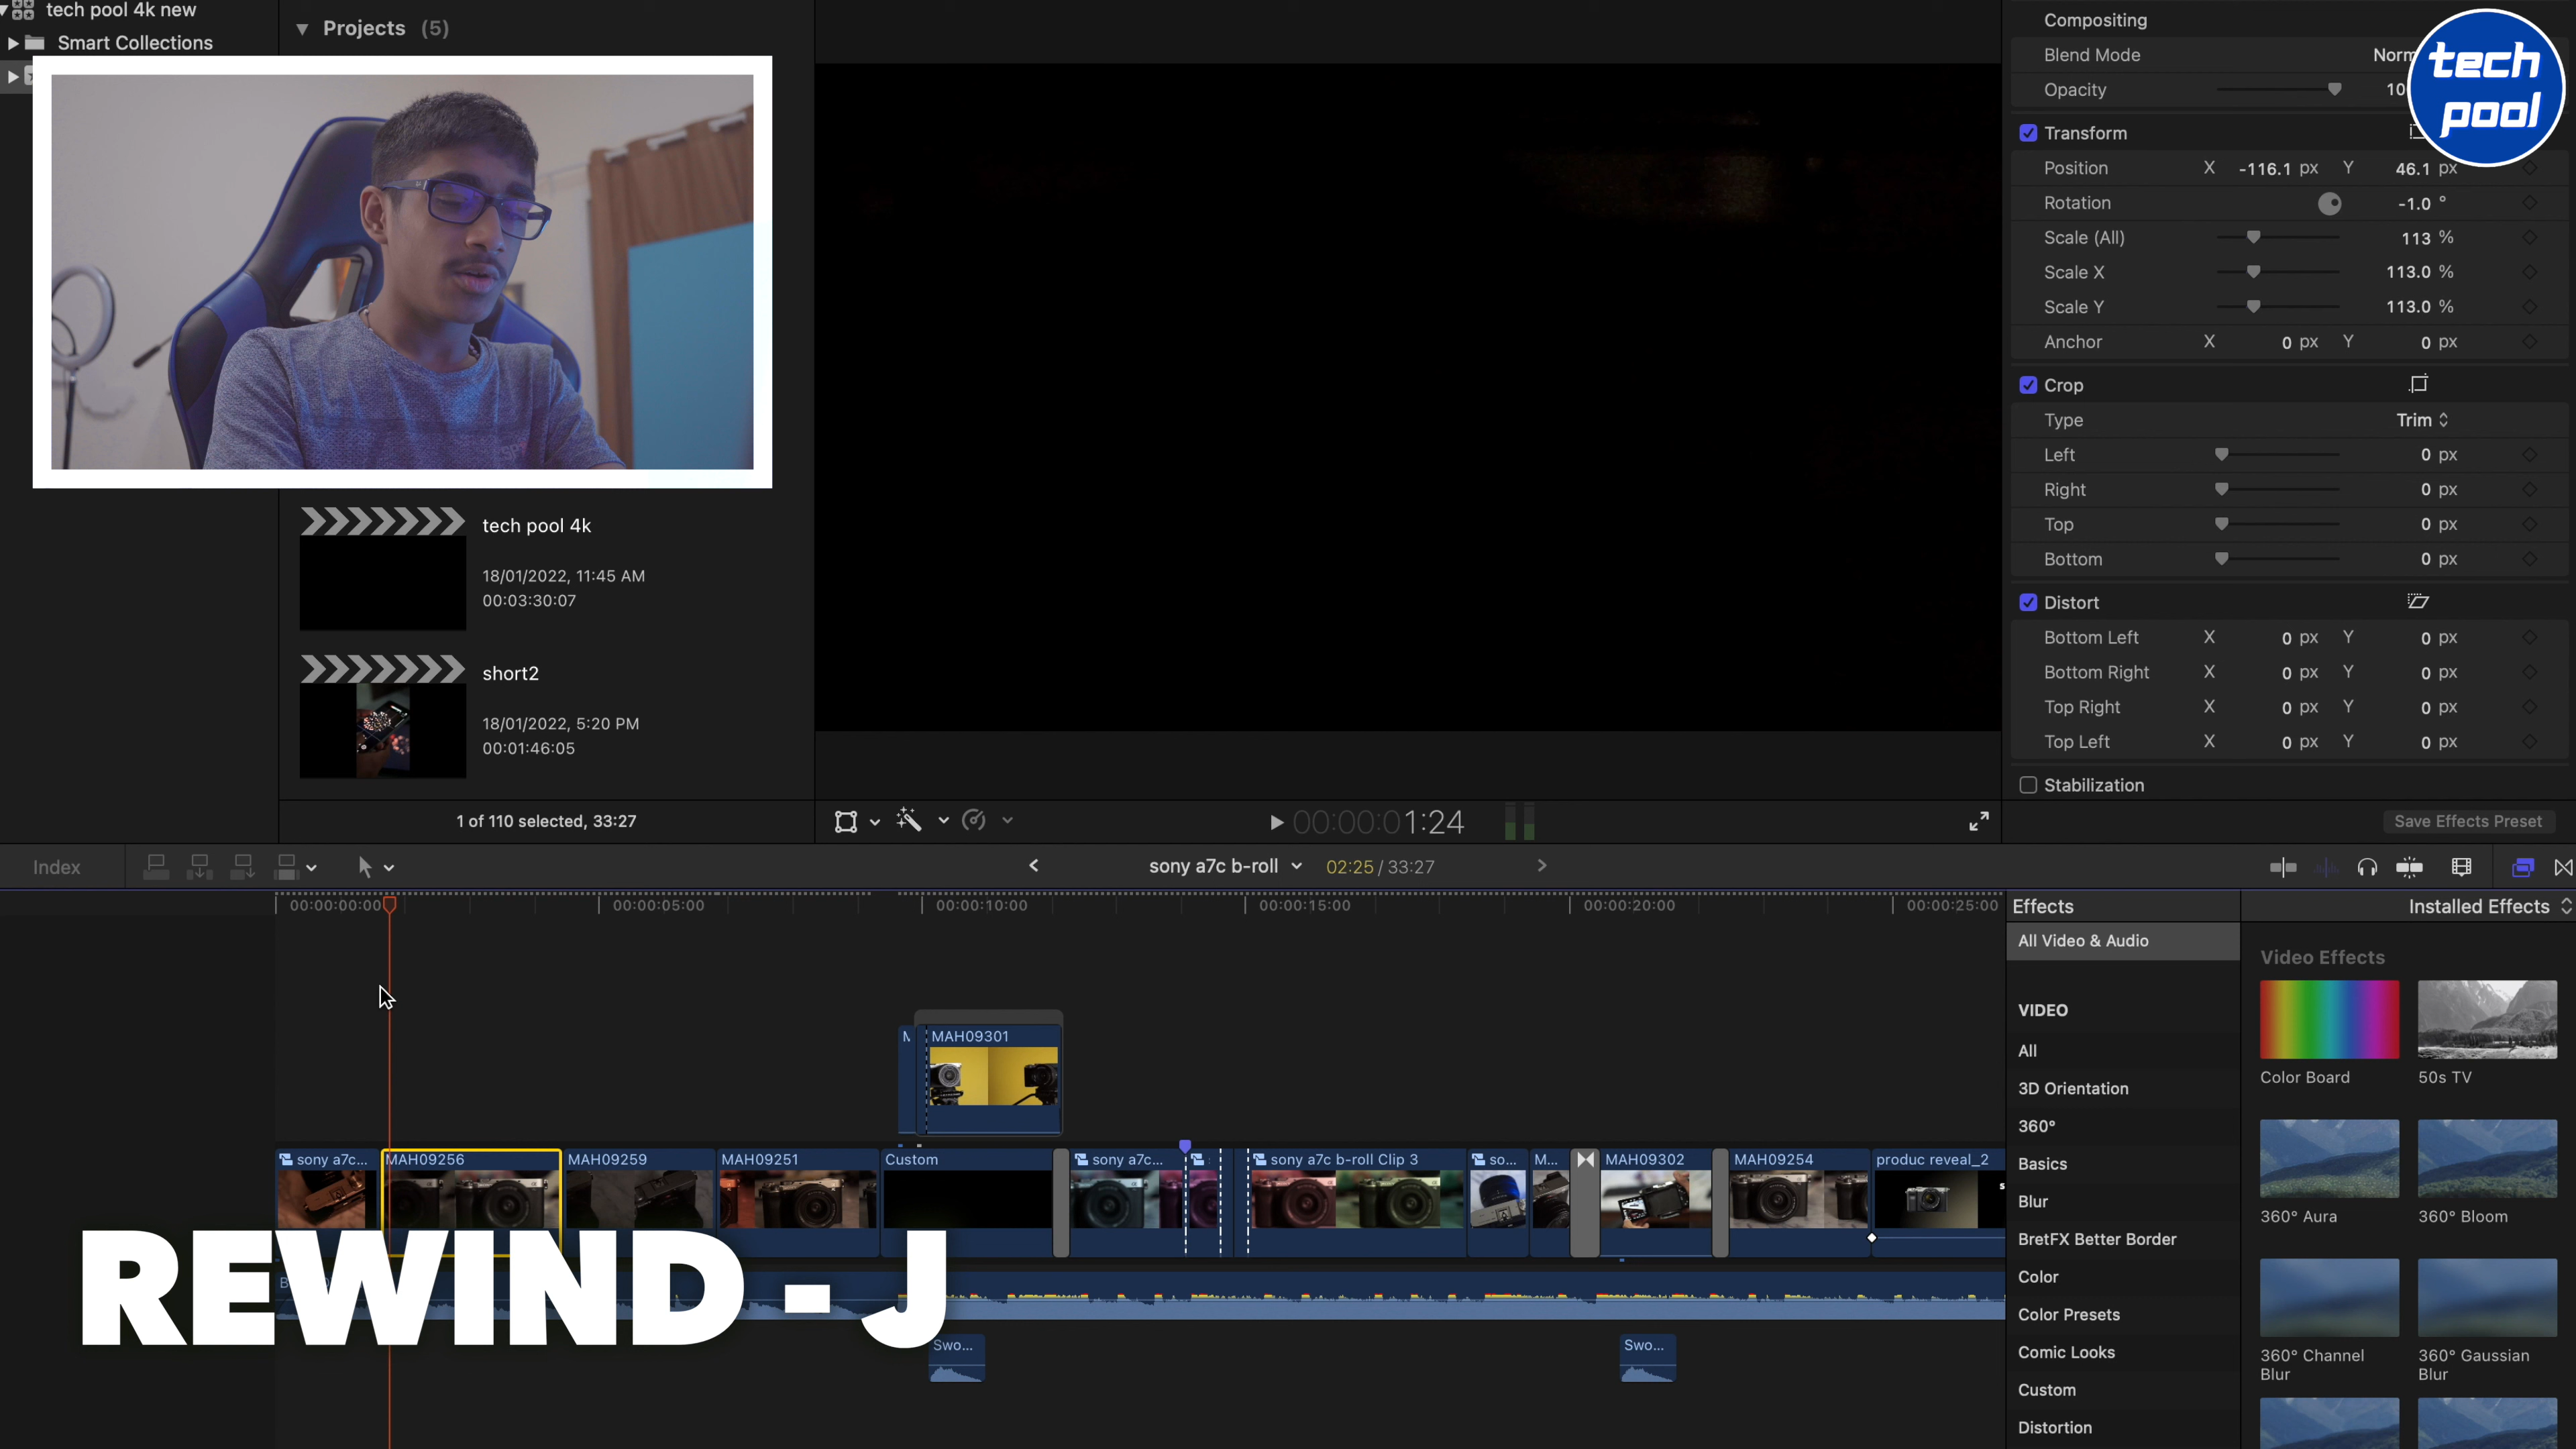 tech pool 4k new
Smart Collections
Projects (5)
tech pool 4k
18/01/2022, 11:45 AM
00:03:30:07
short2
18/01/2022, 5:20 PM
00:01:46:05
1 of 110 selected, 33:27
00:00:01:24
Compositing
Blend Mode
Opacity
tech
pool
Transform
Position X -116.1 px Y 46.1 px
Rotation -1.0 °
Scale (All) 113 %
Scale X 113.0 %
Scale Y 113.0 %
Anchor X 0 px Y 0 px
Crop
Type Trim
Left 0 px
Right 0 px
Top 0 px
Bottom 0 px
Distort
Bottom Left X 0 px Y 0 px
Bottom Right X 0 px Y 0 px
Top Right X 0 px Y 0 px
Top Left X 0 px Y 0 px
Stabilization
Save Effects Preset
Index
sony a7c b-roll 02:25 / 33:27
00:00:00:00 00:00:05:00 00:00:10:00 00:00:15:00 00:00:20:00 00:00:25:00
M MAH09301
sony a7c... MAH09256 MAH09259 MAH09251 Custom sony a7c... sony a7c b-roll Clip 3 so... M... MAH09302 MAH09254 produc reveal_2
REWIND - J
Swo... Swo...
Effects
Installed Effects
All Video & Audio
VIDEO
All
3D Orientation
360°
Basics
Blur
BretFX Better Border
Color
Color Presets
Comic Looks
Custom
Distortion
Video Effects
Color Board 50s TV
360° Aura 360° Bloom
360° Channel Blur 360° Gaussian Blur